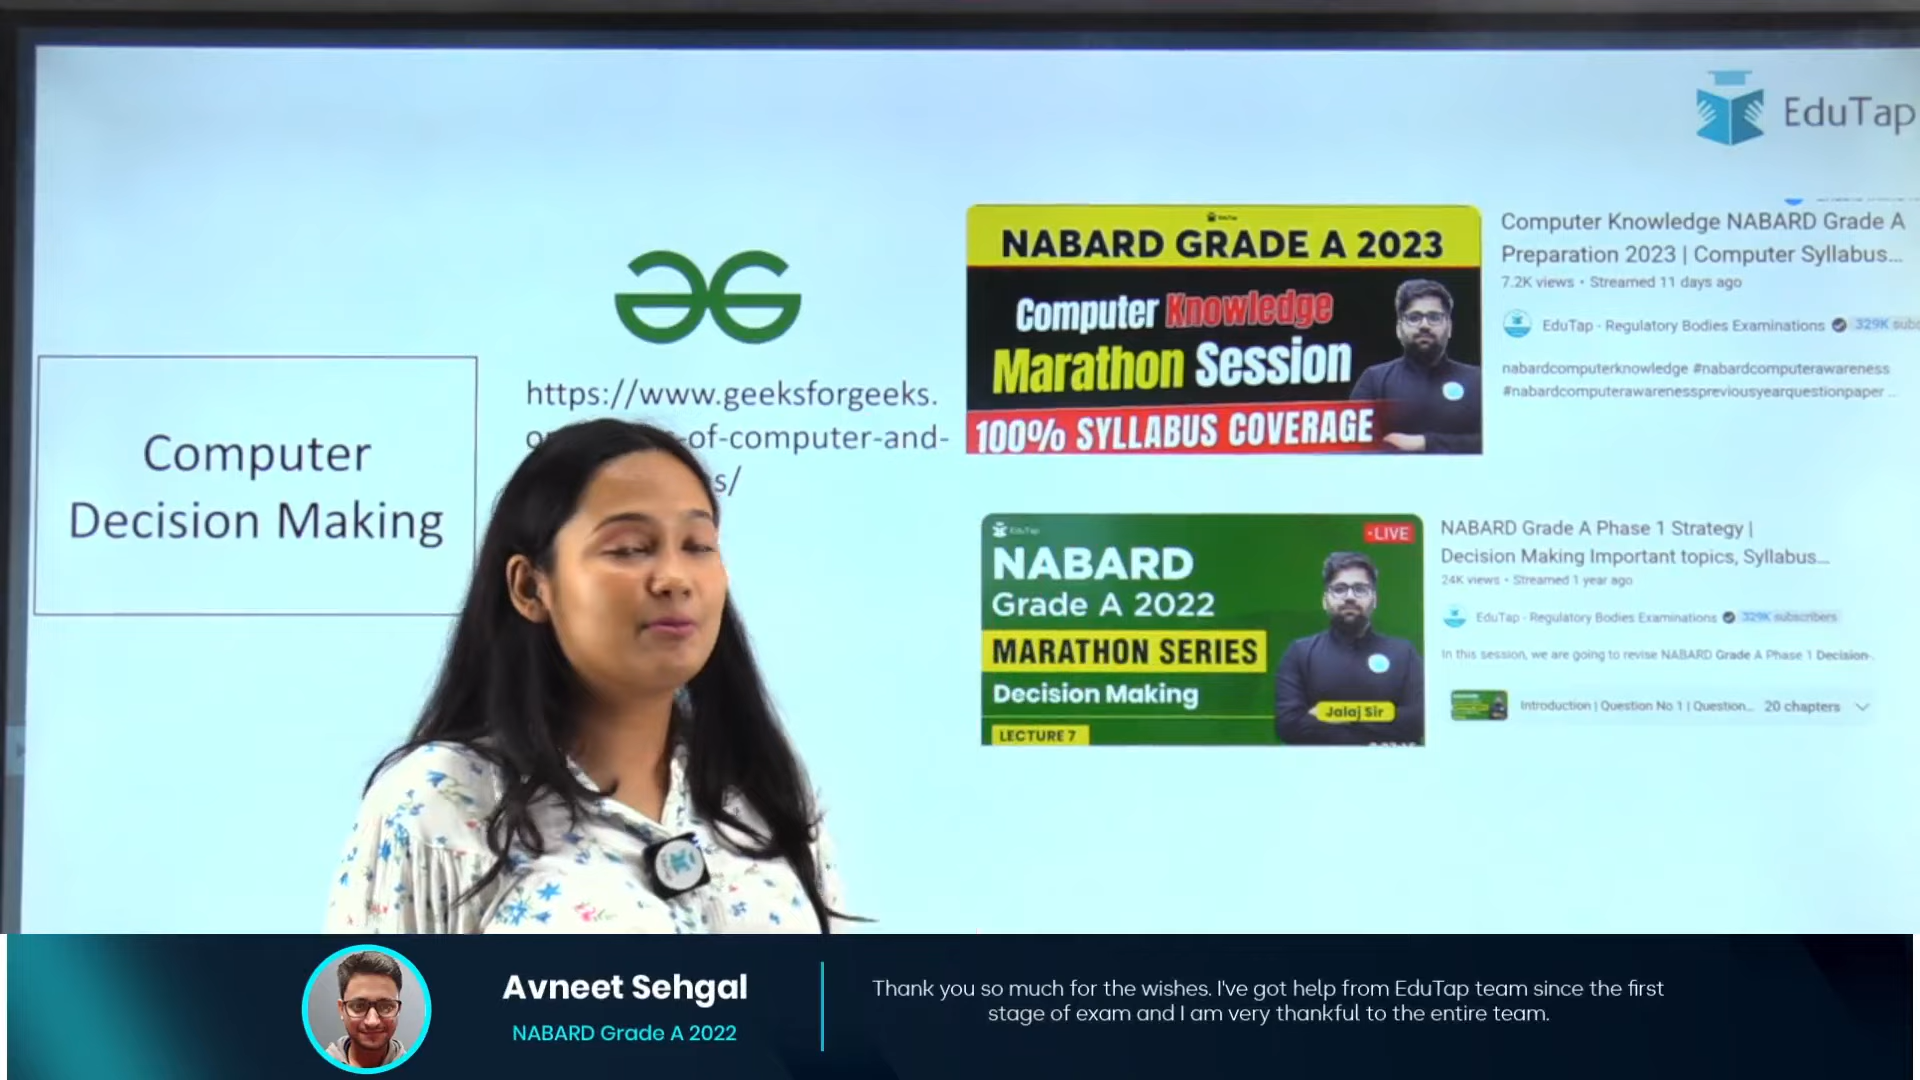 EduTap
Computer
Decision Making
https://www.geeksforgeeks.
-of-computer-and-
s/
EduTap
NABARD GRADE A 2023
Computer Knowledge
Marathon Session
100% SYLLABUS COVERAGE
Computer Knowledge NABARD Grade A
Preparation 2023 | Computer Syllabus...
7.2K views • Streamed 11 days ago
EduTap - Regulatory Bodies Examinations 329K subs
nabardcomputerknowledge #nabardcomputerawareness
#nabardcomputerawarenesspreviousyearquestionpaper ...
EduTap
LIVE
NABARD
Grade A 2022
MARATHON SERIES
Decision Making
Jalaj Sir
LECTURE 7
NABARD Grade A Phase 1 Strategy |
Decision Making Important topics, Syllabus...
24K views • Streamed 1 year ago
EduTap - Regulatory Bodies Examinations 329K subscribers
In this session, we are going to revise NABARD Grade A Phase 1 Decision
Introduction | Question No 1 | Question... 20 chapters
Avneet Sehgal
NABARD Grade A 2022
Thank you so much for the wishes. I've got help from EduTap team since the first
stage of exam and I am very thankful to the entire team.